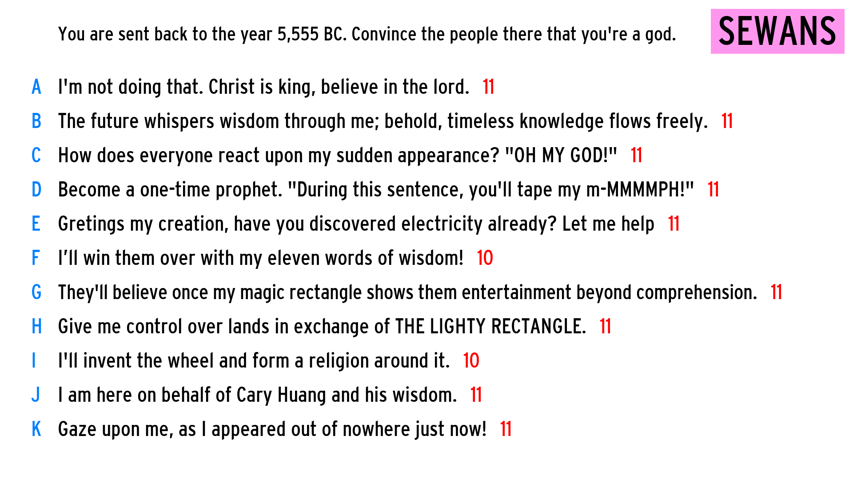 You are sent back to the year 5,555 BC. Convince the people there that you're a god.
SEWANS
A I'm not doing that. Christ is king, believe in the lord. 11
B The future whispers wisdom through me; behold, timeless knowledge flows freely. 11
C How does everyone react upon my sudden appearance? "OH MY GOD!" 11
D Become a one-time prophet. "During this sentence, you'll tape my m-MMMMPH!" 11
E Gretings my creation, have you discovered electricity already? Let me help 11
F I’ll win them over with my eleven words of wisdom! 10
G They'll believe once my magic rectangle shows them entertainment beyond comprehension. 11
H Give me control over lands in exchange of THE LIGHTY RECTANGLE. 11
I I'll invent the wheel and form a religion around it. 10
J I am here on behalf of Cary Huang and his wisdom. 11
K Gaze upon me, as I appeared out of nowhere just now! 11